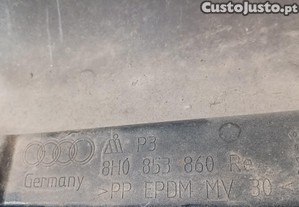 CustoJusto.pt
P3
8H0 853 860 Re
Germany
>PP EPDM MV 30